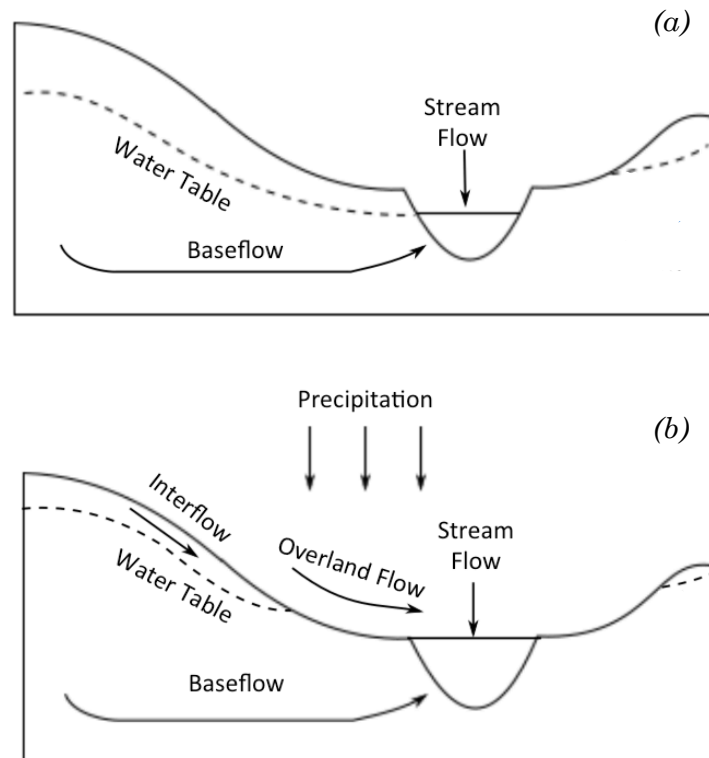 (a)
Stream
Flow
Water Table
Baseflow
Precipitation
(b)
Interflow
Stream
Flow
Overland Flow
Water Table
Baseflow